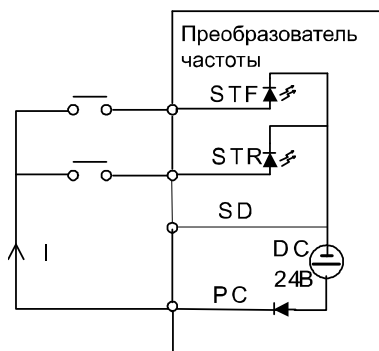 Преобразователь
частоты
STF
STR
SD
DC
24В
PC
I